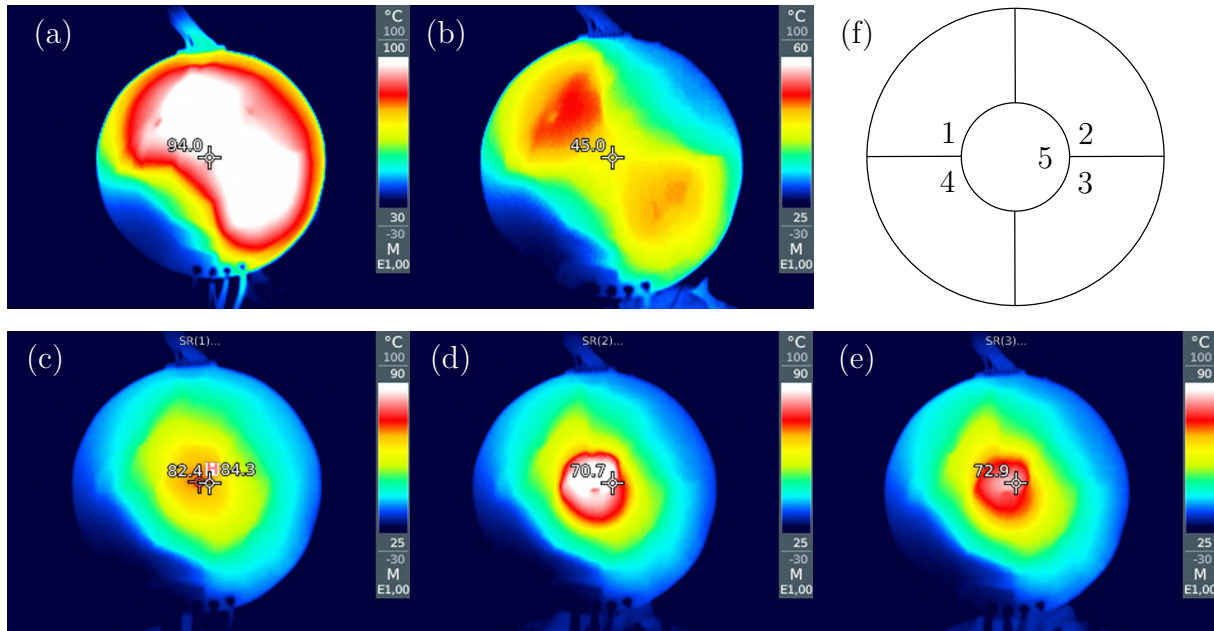 (a)
94.0
°C
100
100
30
-30
M
E1,00
(b)
45.0
°C
100
60
25
-30
M
E1,00
(f)
1
2
5
4
3
(c)
SR(1)...
82.4
H
84.3
°C
100
90
25
-30
M
E1,00
(d)
SR(2)...
70.7
°C
100
90
25
-30
M
E1,00
(e)
SR(3)...
72.9
°C
100
90
25
-30
M
E1,00